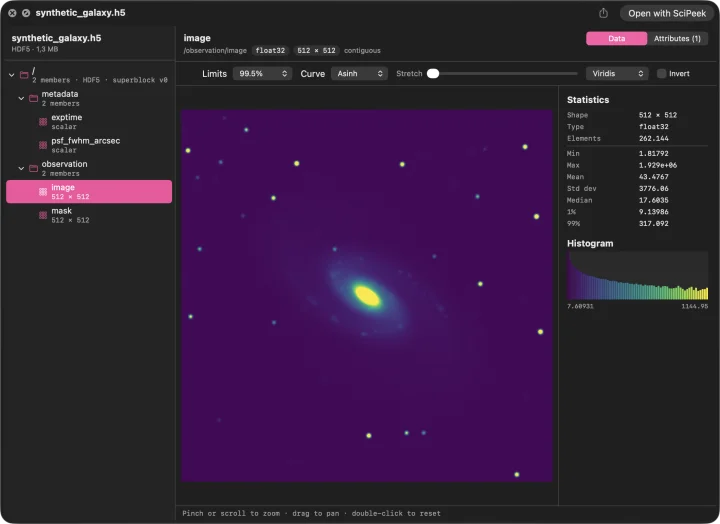 synthetic_galaxy.h5
Open with SciPeek
synthetic_galaxy.h5
HDF5 · 1,3 MB
/
2 members · HDF5 · superblock v0
metadata
2 members
exptime
scalar
psf_fwhm_arcsec
scalar
observation
2 members
image
512 × 512
mask
512 × 512
image
/observation/image float32 512 × 512 contiguous
Data Attributes (1)
Limits 99.5% Curve Asinh Stretch Viridis Invert
Statistics
Shape 512 × 512
Type float32
Elements 262.144
Min 1.81792
Max 1.929e+06
Mean 43.4767
Std dev 3776.06
Median 17.6035
1% 9.13986
99% 317.092
Histogram
7.60931 1144.95
Pinch or scroll to zoom · drag to pan · double-click to reset